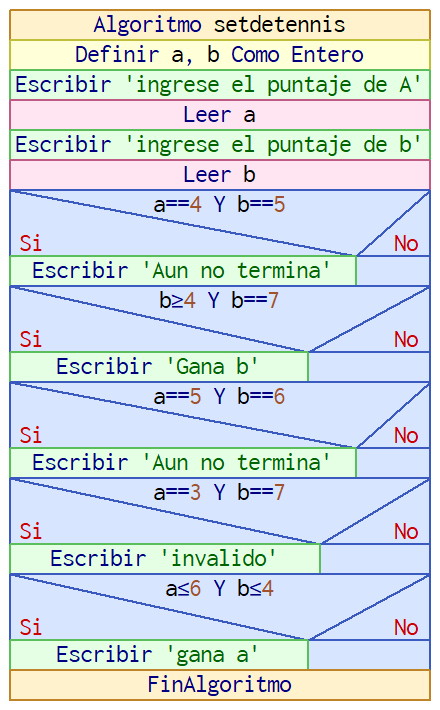 Algoritmo setdetennis
Definir a, b Como Entero
Escribir 'ingrese el puntaje de A'
Leer a
Escribir 'ingrese el puntaje de b'
Leer b
a==4 Y b==5
Si No
Escribir 'Aun no termina'
b≥4 Y b==7
Si No
Escribir 'Gana b'
a==5 Y b==6
Si No
Escribir 'Aun no termina'
a==3 Y b==7
Si No
Escribir 'invalido'
a≤6 Y b≤4
Si No
Escribir 'gana a'
FinAlgoritmo